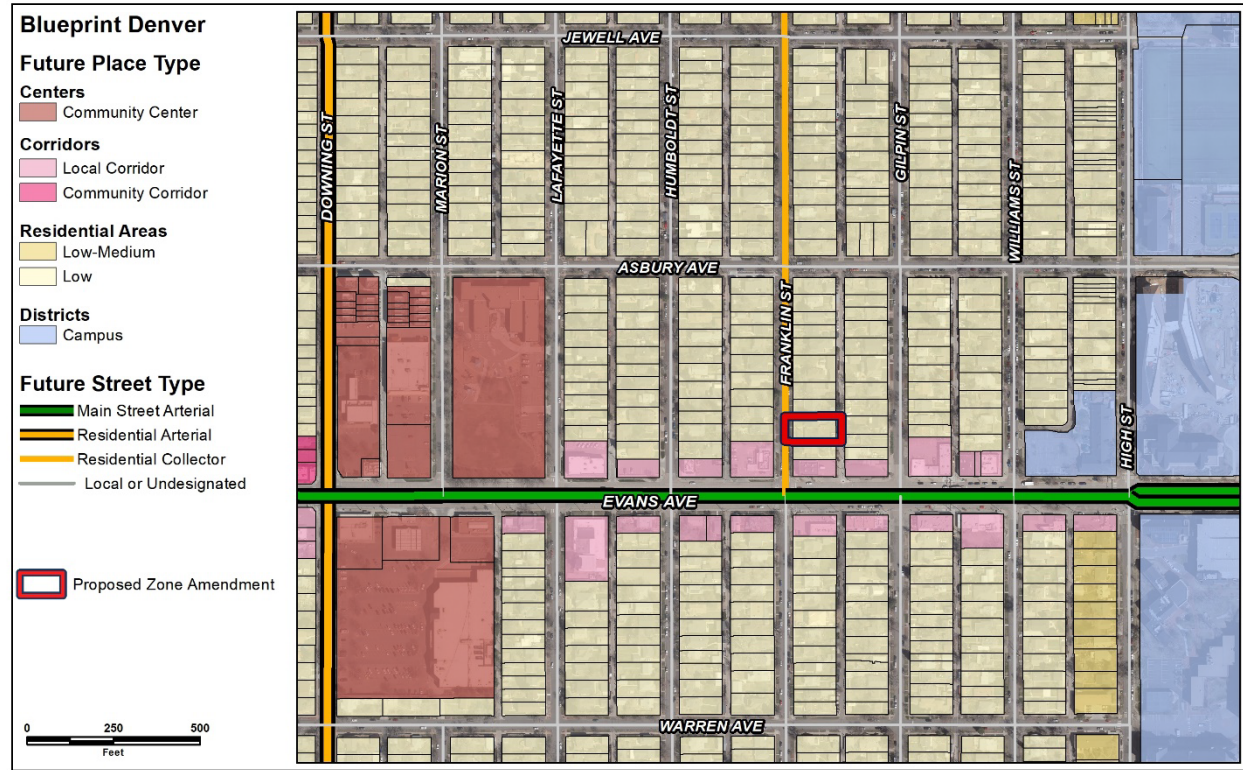 Blueprint Denver
Future Place Type
Centers
Community Center
Corridors
Local Corridor
Community Corridor
Residential Areas
Low-Medium
Low
Districts
Campus
Future Street Type
Main Street Arterial
Residential Arterial
Residential Collector
Local or Undesignated
Proposed Zone Amendment
0 250 500
Feet
JEWELL AVE
DOWNING ST
MARION ST
LAFAYETTE ST
HUMBOLDT ST
FRANKLIN ST
GILPIN ST
WILLIAMS ST
HIGH ST
ASBURY AVE
EVANS AVE
WARREN AVE